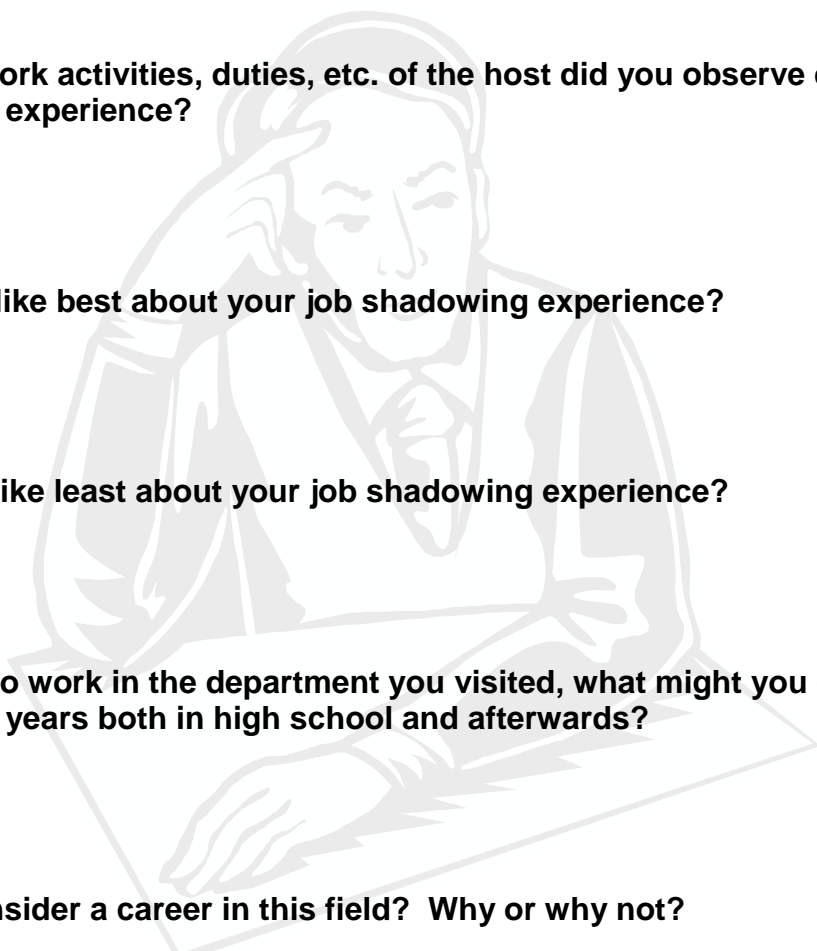 ork activities, duties, etc. of the host did you observe
experience?
like best about your job shadowing experience?
ike least about your job shadowing experience?
o work in the department you visited, what might you
years both in high school and afterwards?
nsider a career in this field?  Why or why not?